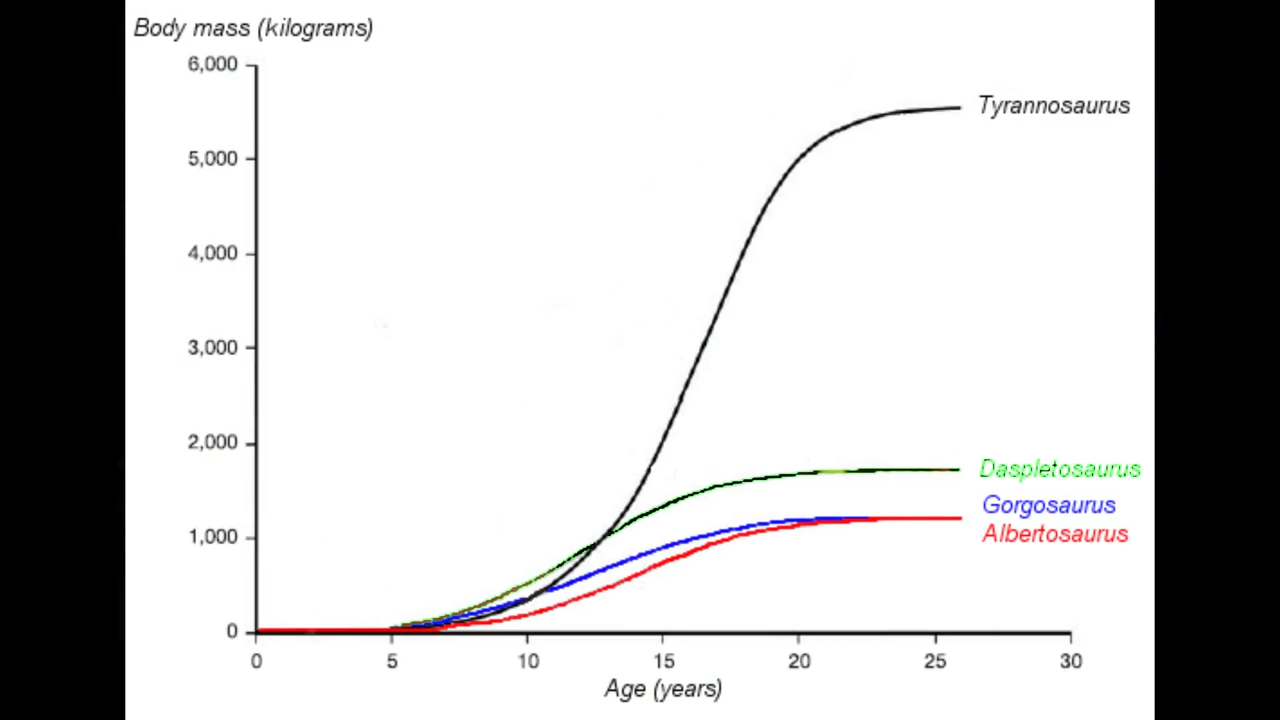 Body mass (kilograms)
6,000
5,000
4,000
3,000
2,000
1,000
0
Tyrannosaurus
Daspletosaurus
Gorgosaurus
Albertosaurus
0 5 10 15 20 25 30
Age (years)